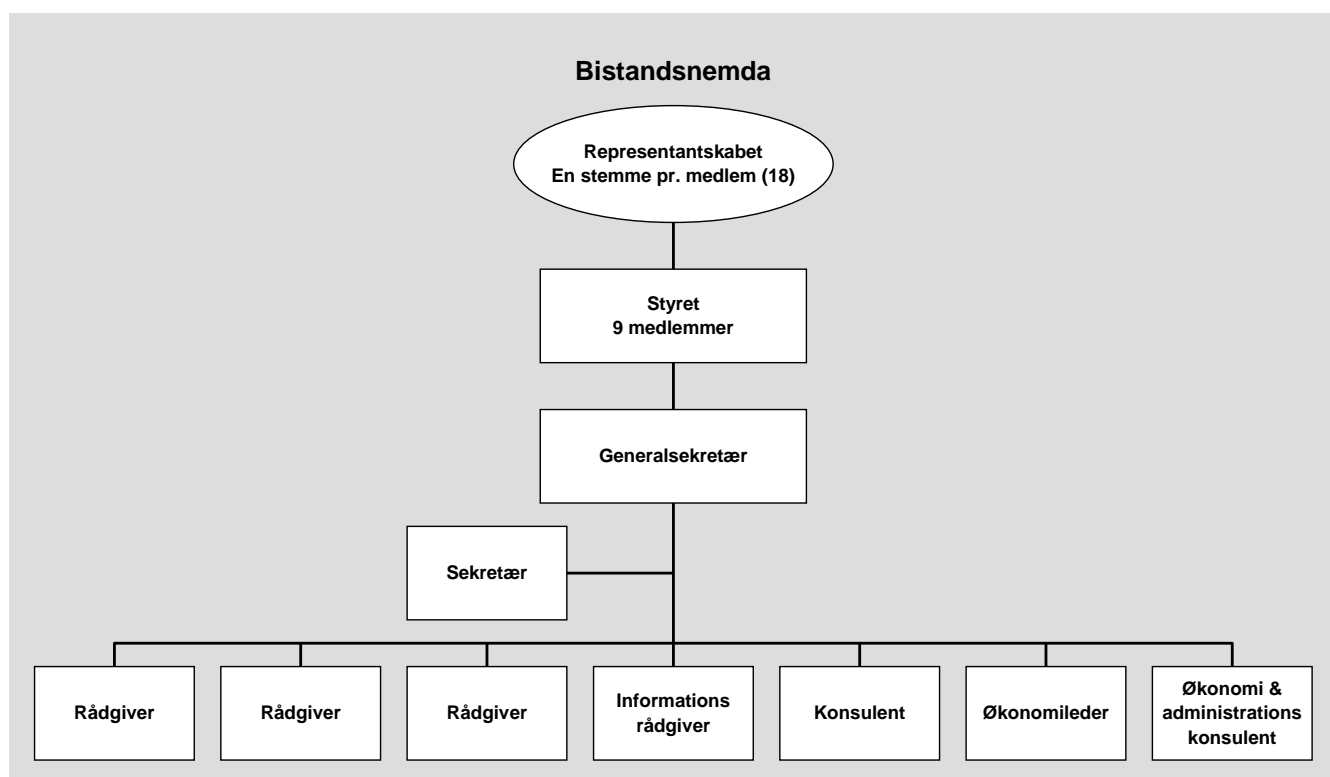 Bistandsnemda
Representantskabet
En stemme pr. medlem (18)
Styret
9 medlemmer
Generalsekretær
Sekretær
Rådgiver
Rådgiver
Rådgiver
Informations
rådgiver
Konsulent
Økonomileder
Økonomi &
administrations
konsulent